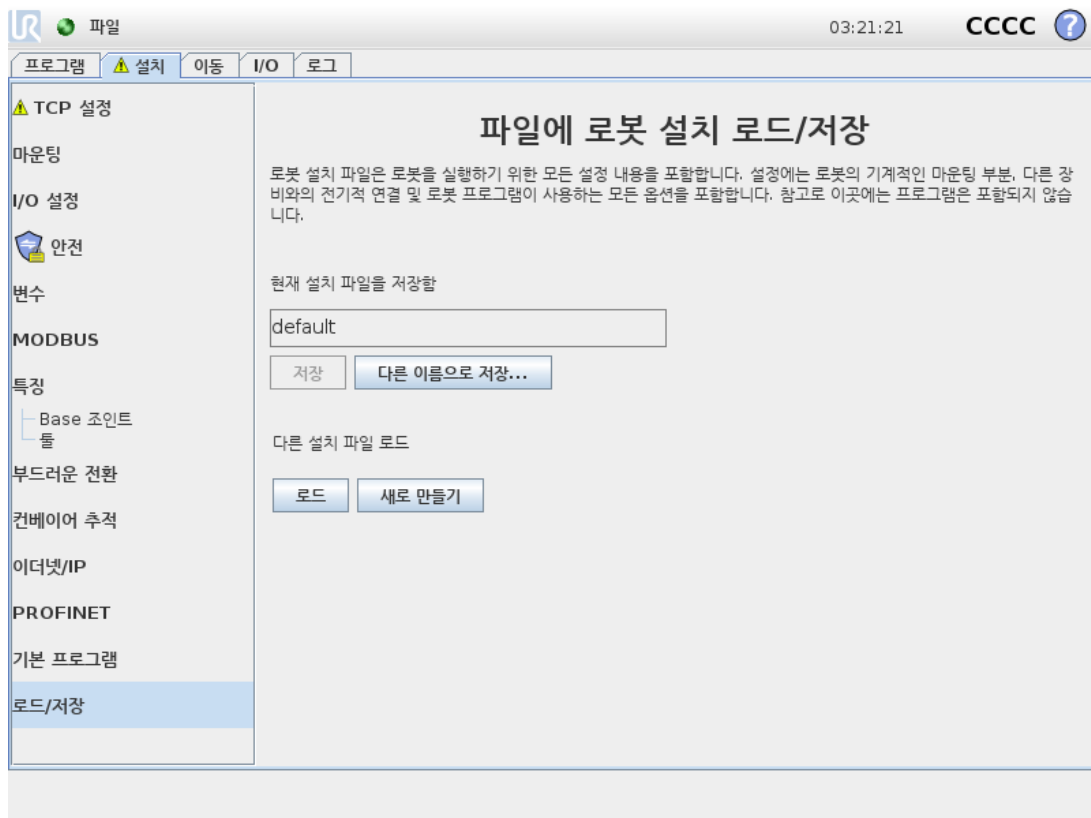 UR 파일 03:21:21 CCCC ?
프로그램 설치 이동 I/O 로그
TCP 설정
마운팅
I/O 설정
안전
변수
MODBUS
특징
Base 조인트
툴
부드러운 전환
컨베이어 추적
이더넷/IP
PROFINET
기본 프로그램
로드/저장
파일에 로봇 설치 로드/저장
로봇 설치 파일은 로봇을 실행하기 위한 모든 설정 내용을 포함합니다. 설정에는 로봇의 기계적인 마운팅 부분, 다른 장
비와의 전기적 연결 및 로봇 프로그램이 사용하는 모든 옵션을 포함합니다. 참고로 이곳에는 프로그램은 포함되지 않습
니다.
현재 설치 파일을 저장함
default
저장 다른 이름으로 저장...
다른 설치 파일 로드
로드 새로 만들기